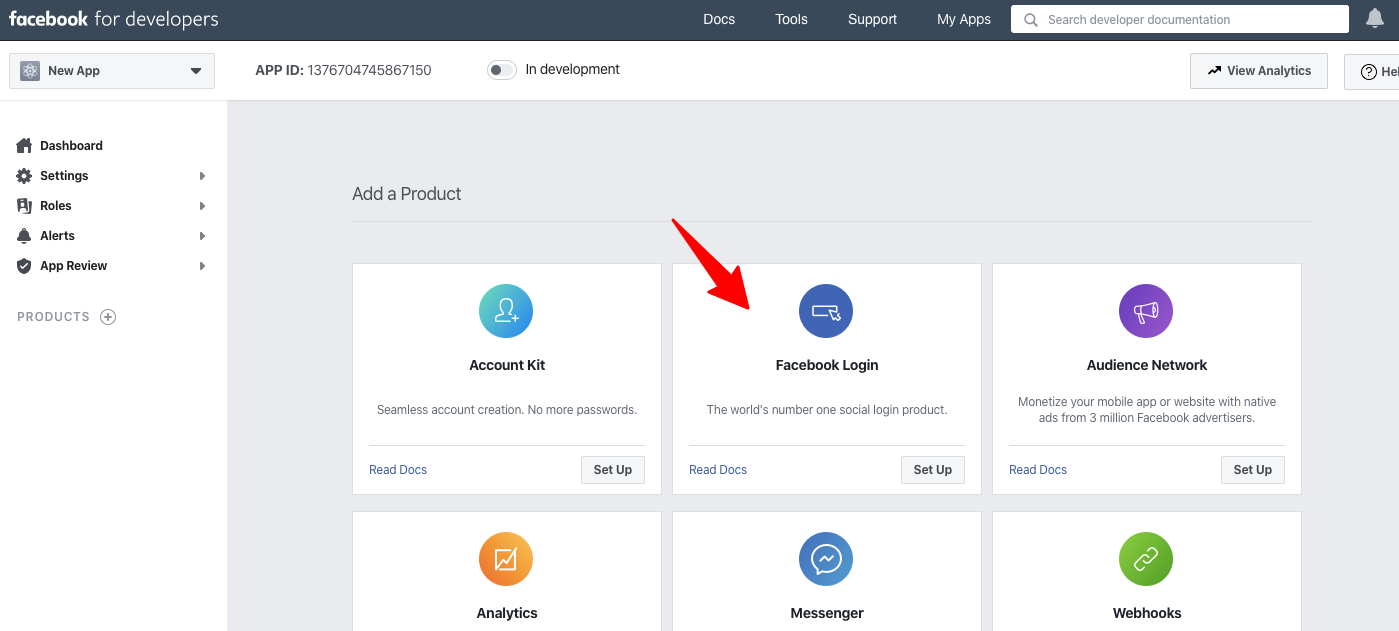 facebook for developers
Docs
Tools
Support
My Apps
Search developer documentation
New App
APP ID: 1376704745867150
In development
View Analytics
Hel
Dashboard
Settings
Roles
Alerts
App Review
PRODUCTS
Add a Product
Account Kit
Seamless account creation. No more passwords.
Read Docs
Set Up
Facebook Login
The world's number one social login product.
Read Docs
Set Up
Audience Network
Monetize your mobile app or website with native
ads from 3 million Facebook advertisers.
Read Docs
Set Up
Analytics
Messenger
Webhooks